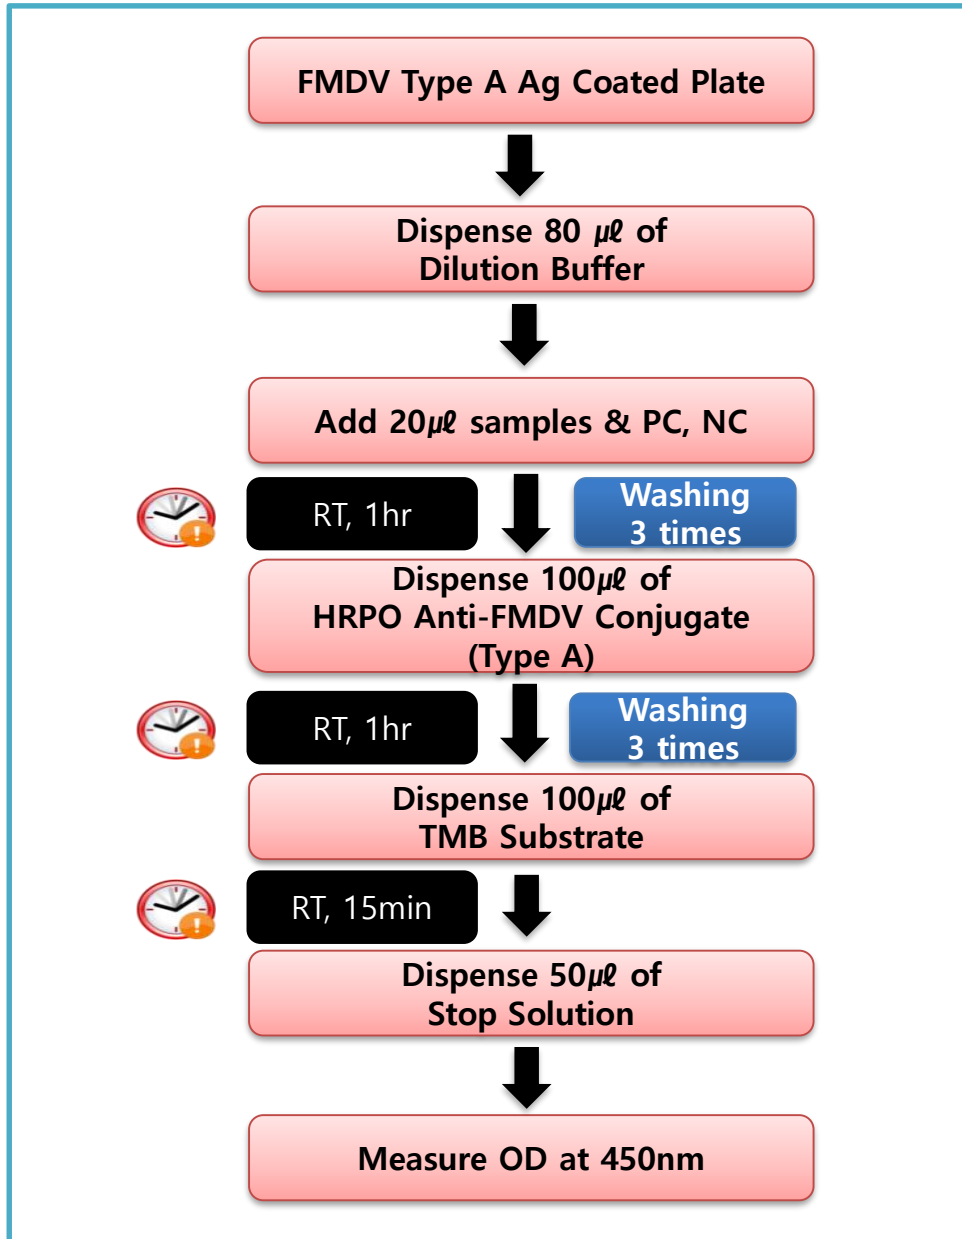 FMDV Type A Ag Coated Plate
Dispense 80 ㎕ of
Dilution Buffer
Add 20㎕ samples & PC, NC
RT, 1hr
Washing
3 times
Dispense 100㎕ of
HRPO Anti-FMDV Conjugate
(Type A)
RT, 1hr
Washing
3 times
Dispense 100㎕ of
TMB Substrate
RT, 15min
Dispense 50㎕ of
Stop Solution
Measure OD at 450nm